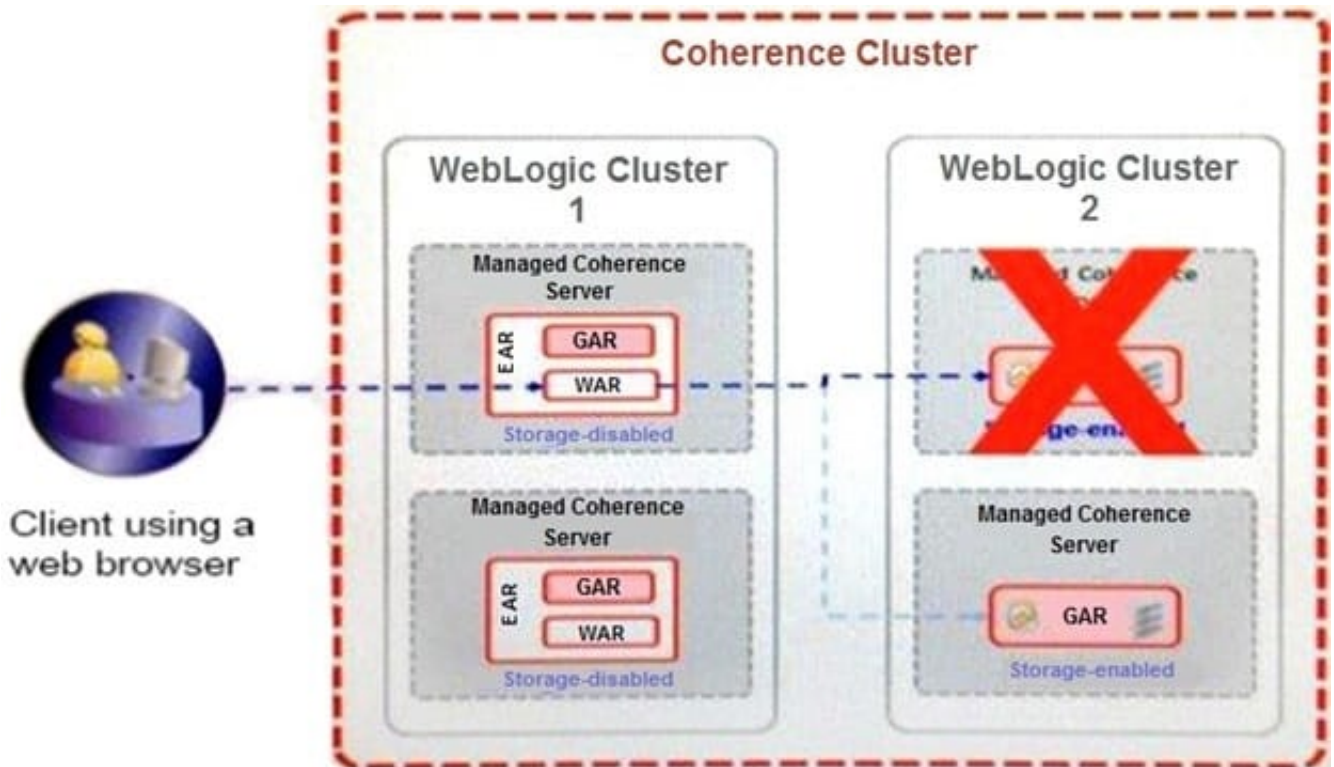 Coherence Cluster
WebLogic Cluster
1
Managed Coherence
Server
EAR
GAR
WAR
Storage-disabled
Managed Coherence
Server
EAR
GAR
WAR
Storage-disabled
WebLogic Cluster
2
Managed Coherence
Server
GAR
Storage-enabled
Client using a
web browser